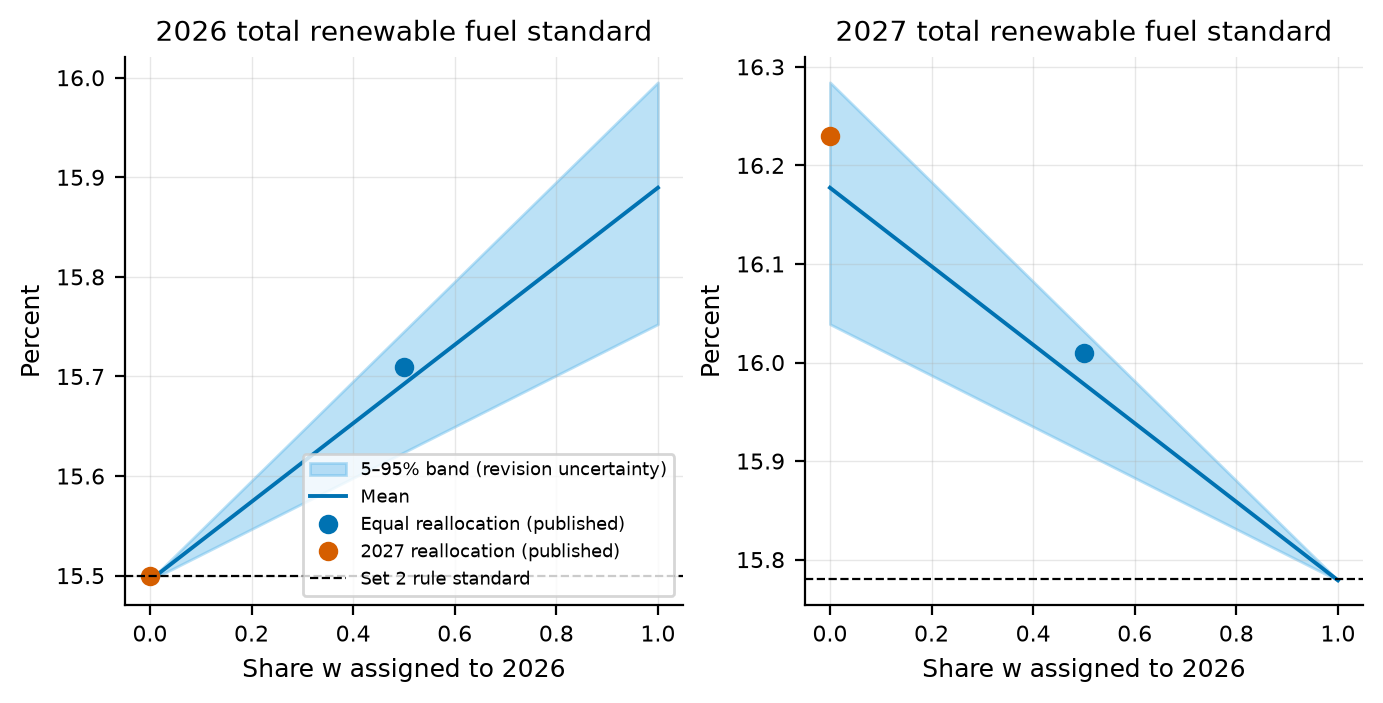 2026 total renewable fuel standard
Percent
16.0
15.9
15.8
15.7
15.6
15.5
0.0 0.2 0.4 0.6 0.8 1.0
Share w assigned to 2026
5–95% band (revision uncertainty)
Mean
Equal reallocation (published)
2027 reallocation (published)
Set 2 rule standard
2027 total renewable fuel standard
Percent
16.3
16.2
16.1
16.0
15.9
15.8
0.0 0.2 0.4 0.6 0.8 1.0
Share w assigned to 2026